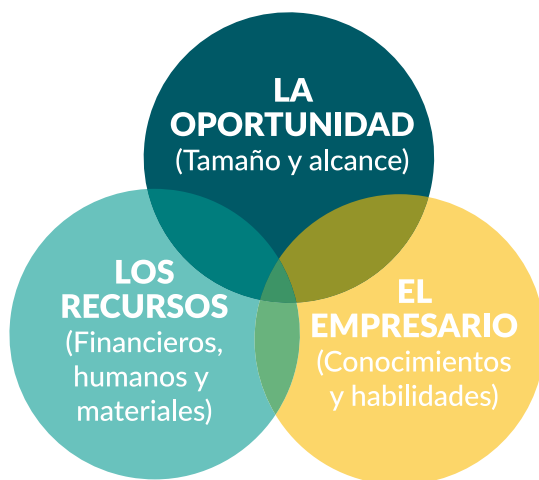 LA
OPORTUNIDAD
(Tamaño y alcance)
LOS
RECURSOS
(Financieros,
humanos y
materiales)
EL
EMPRESARIO
(Conocimientos
y habilidades)